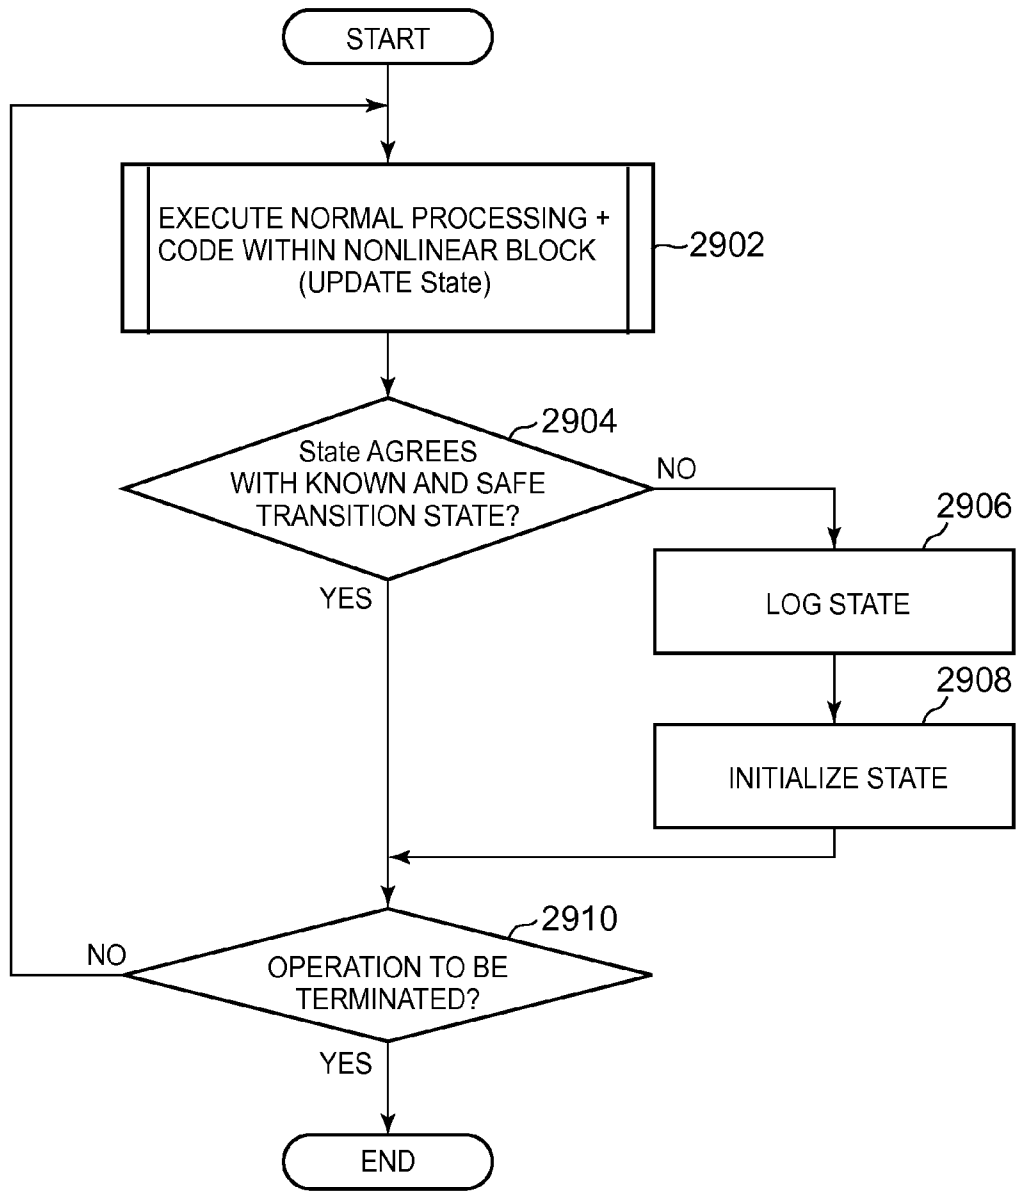 START
EXECUTE NORMAL PROCESSING +
CODE WITHIN NONLINEAR BLOCK
(UPDATE State)
2902
2904
State AGREES
WITH KNOWN AND SAFE
TRANSITION STATE?
NO
YES
2906
LOG STATE
2908
INITIALIZE STATE
2910
OPERATION TO BE
TERMINATED?
NO
YES
END